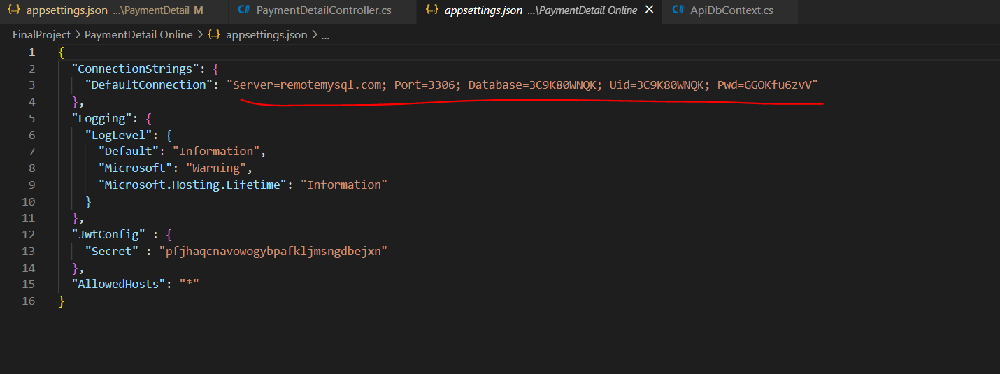 {..} appsettings.json ...\PaymentDetail M C# PaymentDetailController.cs {..} appsettings.json ...\PaymentDetail Online × C# ApiDbContext.cs
FinalProject > PaymentDetail Online > {..} appsettings.json > ...
1 {
2 "ConnectionStrings": {
3 "DefaultConnection": "Server=remotemysql.com; Port=3306; Database=3C9K80WNQK; Uid=3C9K80WNQK; Pwd=GGOKfu6zvV"
4 },
5 "Logging": {
6 "LogLevel": {
7 "Default": "Information",
8 "Microsoft": "Warning",
9 "Microsoft.Hosting.Lifetime": "Information"
10 }
11 },
12 "JwtConfig" : {
13 "Secret" : "pfjhaqcnavowogybpafkljmsngdbejxn"
14 },
15 "AllowedHosts": "*"
16 }